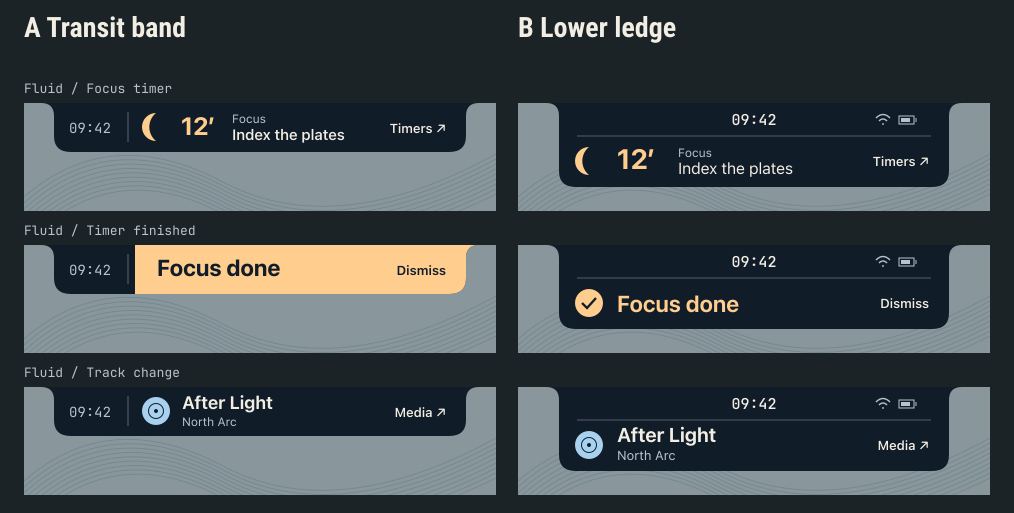 A Transit band
B Lower ledge
Fluid / Focus timer
09:42
12′
Focus
Index the plates
Timers ↗
09:42
12′
Focus
Index the plates
Timers ↗
Fluid / Timer finished
09:42
Focus done
Dismiss
09:42
Focus done
Dismiss
Fluid / Track change
09:42
After Light
North Arc
Media ↗
09:42
After Light
North Arc
Media ↗